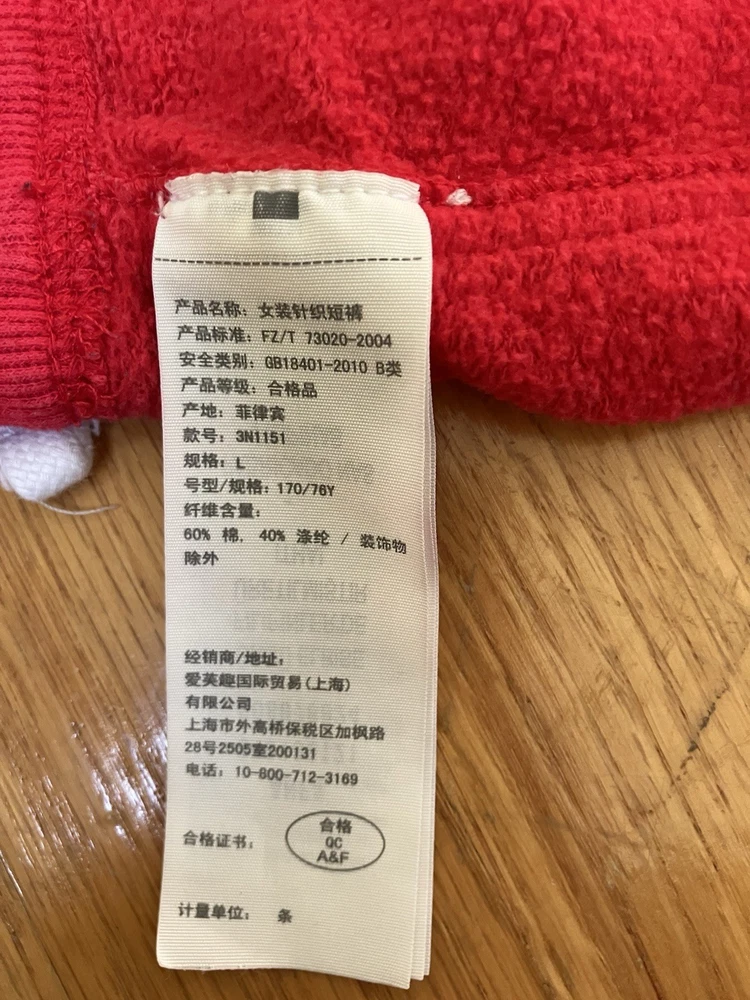 产品名称：女装针织短裤
产品标准：FZ/T 73020-2004
安全类别：GB18401-2010 B类
产品等级：合格品
产地：菲律宾
款号：3N1151
规格：L
号型/规格：170/76Y
纤维含量：
60% 棉, 40% 涤纶 / 装饰物
除外
经销商/地址：
爱芙趣国际贸易(上海)
有限公司
上海市外高桥保税区加枫路
28号2505室200131
电话：10-800-712-3169
合格证书：
合格
QC
A&F
计量单位： 条